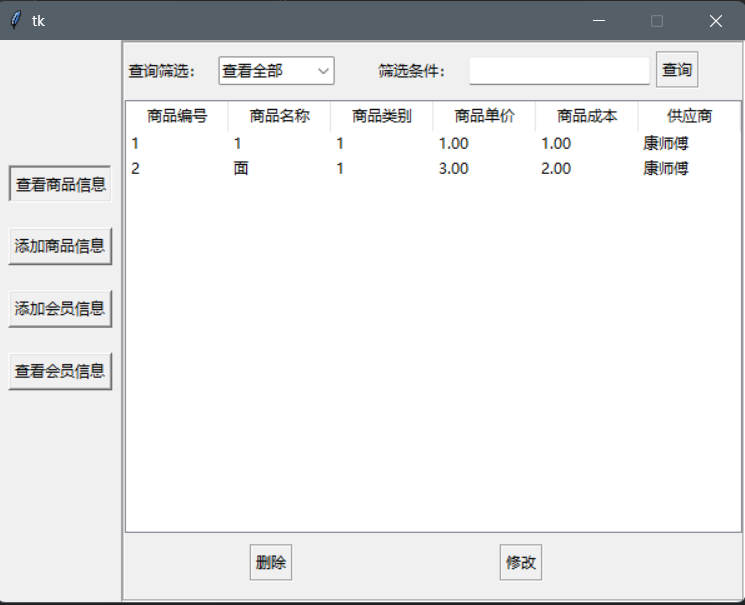 tk
查询筛选： 查看全部 筛选条件： 查询
商品编号 商品名称 商品类别 商品单价 商品成本 供应商
1 1 1 1.00 1.00 康师傅
2 面 1 3.00 2.00 康师傅
查看商品信息
添加商品信息
添加会员信息
查看会员信息
删除 修改